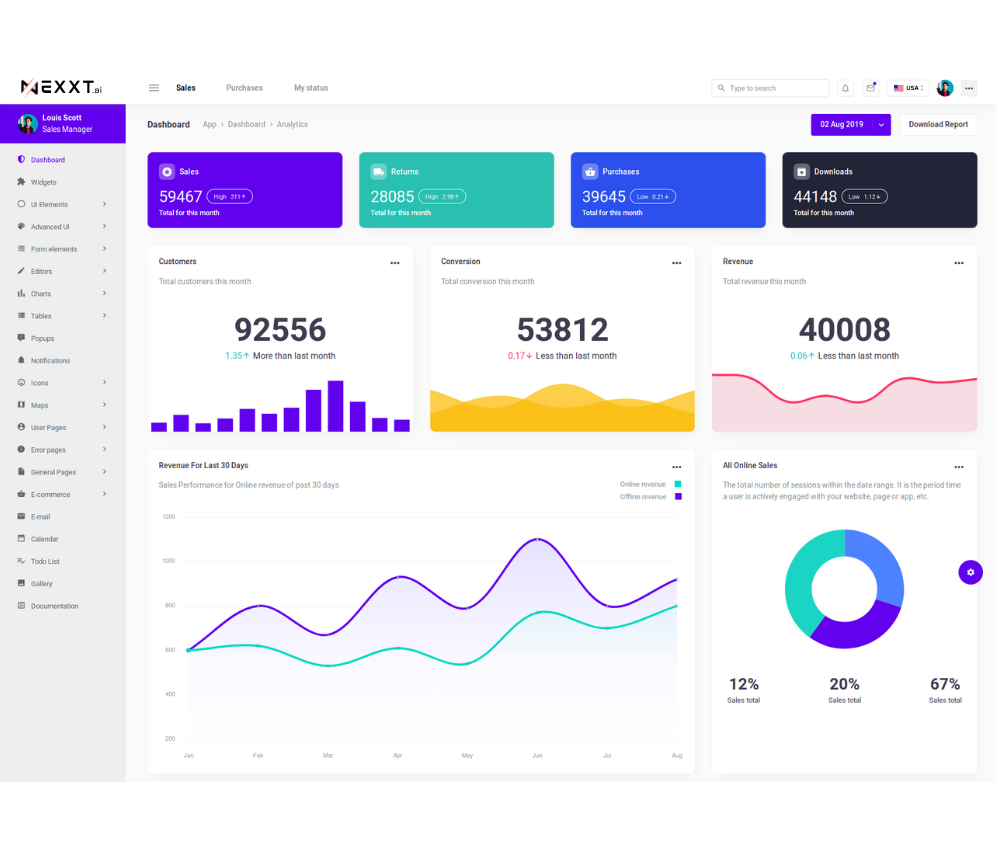 NEXXT.ai
Sales Purchases My status
Type to search
USA
Louis Scott
Sales Manager
Dashboard
Widgets
UI Elements
Advanced UI
Form elements
Editors
Charts
Tables
Popups
Notifications
Icons
Maps
User Pages
Error pages
General Pages
E-commerce
E-mail
Calendar
Todo List
Gallery
Documentation
Dashboard App > Dashboard > Analytics
02 Aug 2019
Download Report
Sales
59467 High 311↑
Total for this month
Returns
28085 High 2.98↑
Total for this month
Purchases
39645 Low 0.21↓
Total for this month
Downloads
44148 Low 1.12↓
Total for this month
Customers
Total customers this month
92556
1.35↑ More than last month
Conversion
Total conversion this month
53812
0.17↓ Less than last month
Revenue
Total revenue this month
40008
0.06↑ Less than last month
Revenue For Last 30 Days
Sales Performance for Online revenue of past 30 days
Online revenue
Offline revenue
1200
1000
800
600
400
200
Jan Feb Mar Apr May Jun Jul Aug
All Online Sales
The total number of sessions within the date range. It is the period time
a user is actively engaged with your website, page or app, etc.
12% 20% 67%
Sales total Sales total Sales total